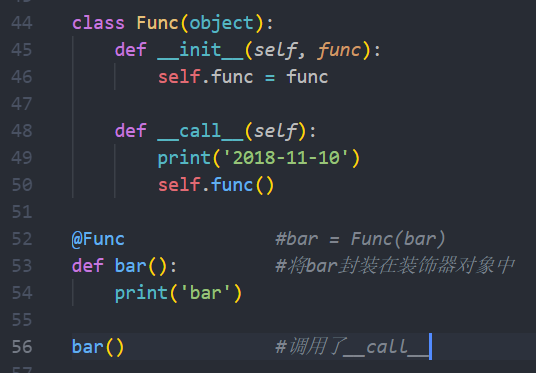 44 class Func(object):
45     def __init__(self, func):
46         self.func = func
47
48     def __call__(self):
49         print('2018-11-10')
50         self.func()
51
52 @Func              #bar = Func(bar)
53 def bar():         #将bar封装在装饰器对象中
54     print('bar')
55
56 bar()              #调用了__call__